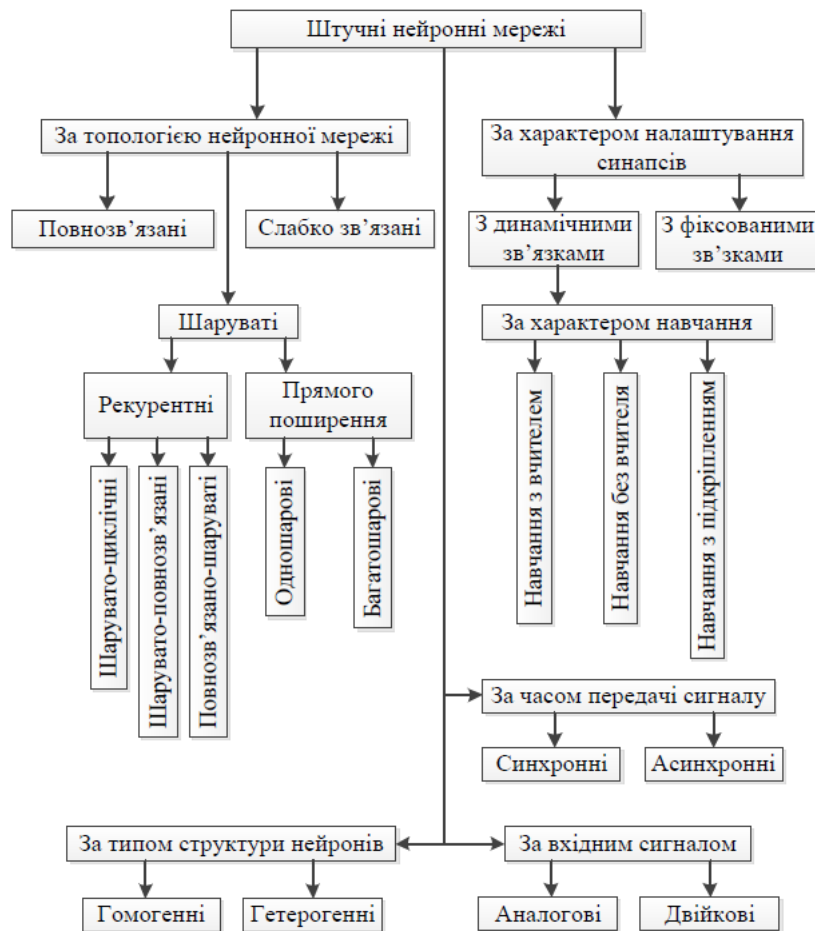 Штучні нейронні мережі
За топологією нейронної мережі
За характером налаштування
синапсів
Повнозв’язані
Слабко зв’язані
З динамічними
зв’язками
З фіксованими
зв’зками
Шаруваті
За характером навчання
Рекурентні
Прямого
поширення
Навчання з вчителем
Навчання без вчителя
Навчання з підкріпленням
Шарувато-циклічні
Шарувато-повнозв’язані
Повнозв’язано-шаруваті
Одношарові
Багатошарові
За часом передачі сигналу
Синхронні
Асинхронні
За типом структури нейронів
За вхідним сигналом
Гомогенні
Гетерогенні
Аналогові
Двійкові